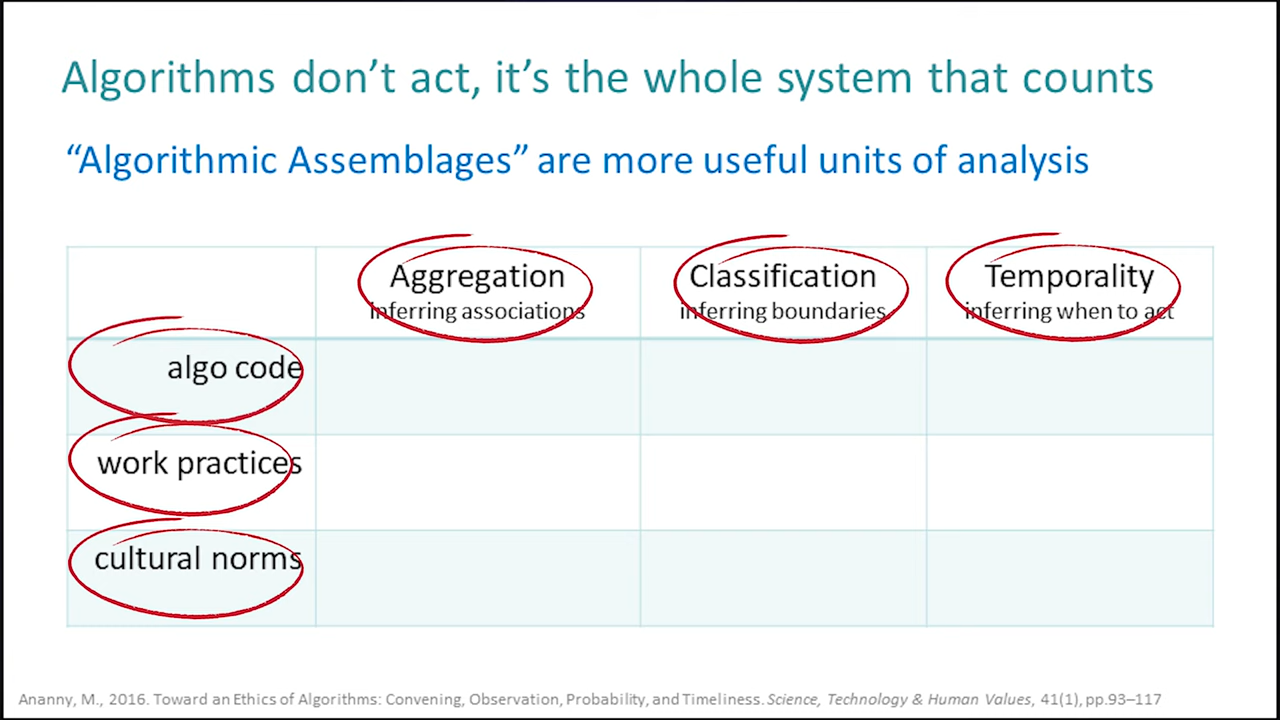 Algorithms don’t act, it’s the whole system that counts
“Algorithmic Assemblages” are more useful units of analysis
Aggregation
inferring associations
Classification
inferring boundaries
Temporality
inferring when to act
algo code
work practices
cultural norms
Ananny, M., 2016. Toward an Ethics of Algorithms: Convening, Observation, Probability, and Timeliness. Science, Technology & Human Values, 41(1), pp.93–117